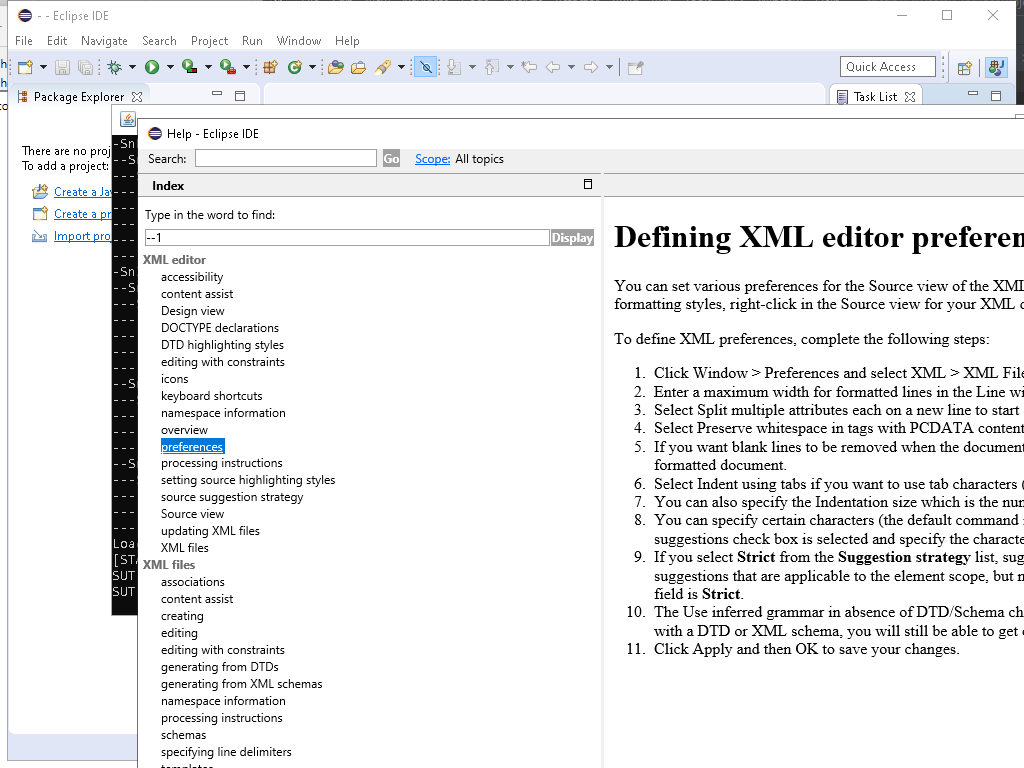 - - Eclipse IDE
File Edit Navigate Search Project Run Window Help
Quick Access
Package Explorer
Task List
There are no proj
To add a project:
Create a Ja
Create a pr
Import pro
Loa
[STA
SUT
SUT
Help - Eclipse IDE
Search: Go Scope: All topics
Index
Type in the word to find:
--1 Display
XML editor
accessibility
content assist
Design view
DOCTYPE declarations
DTD highlighting styles
editing with constraints
icons
keyboard shortcuts
namespace information
overview
preferences
processing instructions
setting source highlighting styles
source suggestion strategy
Source view
updating XML files
XML files
XML files
associations
content assist
creating
editing
editing with constraints
generating from DTDs
generating from XML schemas
namespace information
processing instructions
schemas
specifying line delimiters
templates
Defining XML editor preferen
You can set various preferences for the Source view of the XML
formatting styles, right-click in the Source view for your XML
To define XML preferences, complete the following steps:
1. Click Window > Preferences and select XML > XML File
2. Enter a maximum width for formatted lines in the Line wi
3. Select Split multiple attributes each on a new line to start
4. Select Preserve whitespace in tags with PCDATA content
5. If you want blank lines to be removed when the document
formatted document.
6. Select Indent using tabs if you want to use tab characters (
7. You can also specify the Indentation size which is the nun
8. You can specify certain characters (the default command
suggestions check box is selected and specify the characte
9. If you select Strict from the Suggestion strategy list, sug
suggestions that are applicable to the element scope, but n
field is Strict.
10. The Use inferred grammar in absence of DTD/Schema ch
with a DTD or XML schema, you will still be able to get
11. Click Apply and then OK to save your changes.